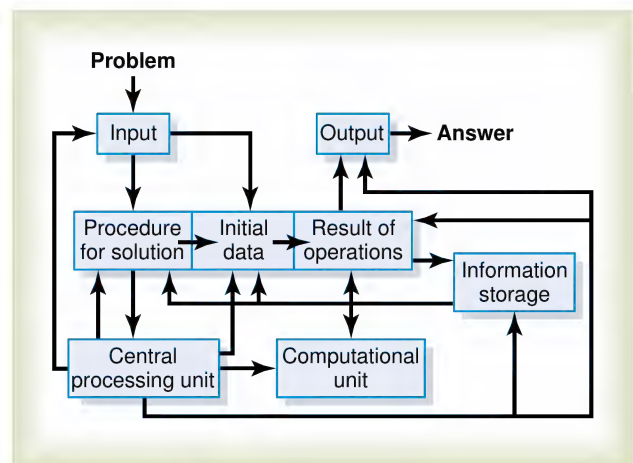 Problem
Input
Output
Answer
Procedure
for solution
Initial
data
Result of
operations
Information
storage
Central
processing unit
Computational
unit